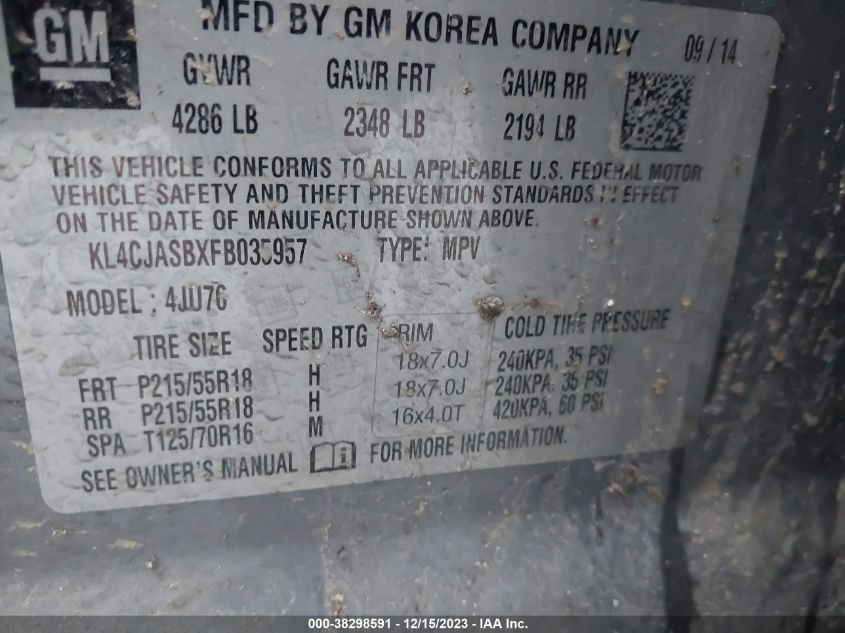 GM
MFD BY GM KOREA COMPANY
09/14
GVWR GAWR FRT GAWR RR
4286 LB 2348 LB 2194 LB
THIS VEHICLE CONFORMS TO ALL APPLICABLE U.S. FEDERAL MOTOR
VEHICLE SAFETY AND THEFT PREVENTION STANDARDS IN EFFECT
ON THE DATE OF MANUFACTURE SHOWN ABOVE.
KL4CJASBXFB035957 TYPE: MPV
MODEL: 4JU76
TIRE SIZE SPEED RTG RIM COLD TIRE PRESSURE
FRT P215/55R18 H 18x7.0J 240KPA, 35 PSI
RR P215/55R18 H 18x7.0J 240KPA, 35 PSI
SPA T125/70R16 M 16x4.0T 420KPA, 60 PSI
SEE OWNER'S MANUAL i FOR MORE INFORMATION.
000-38298591 - 12/15/2023 - IAA Inc.